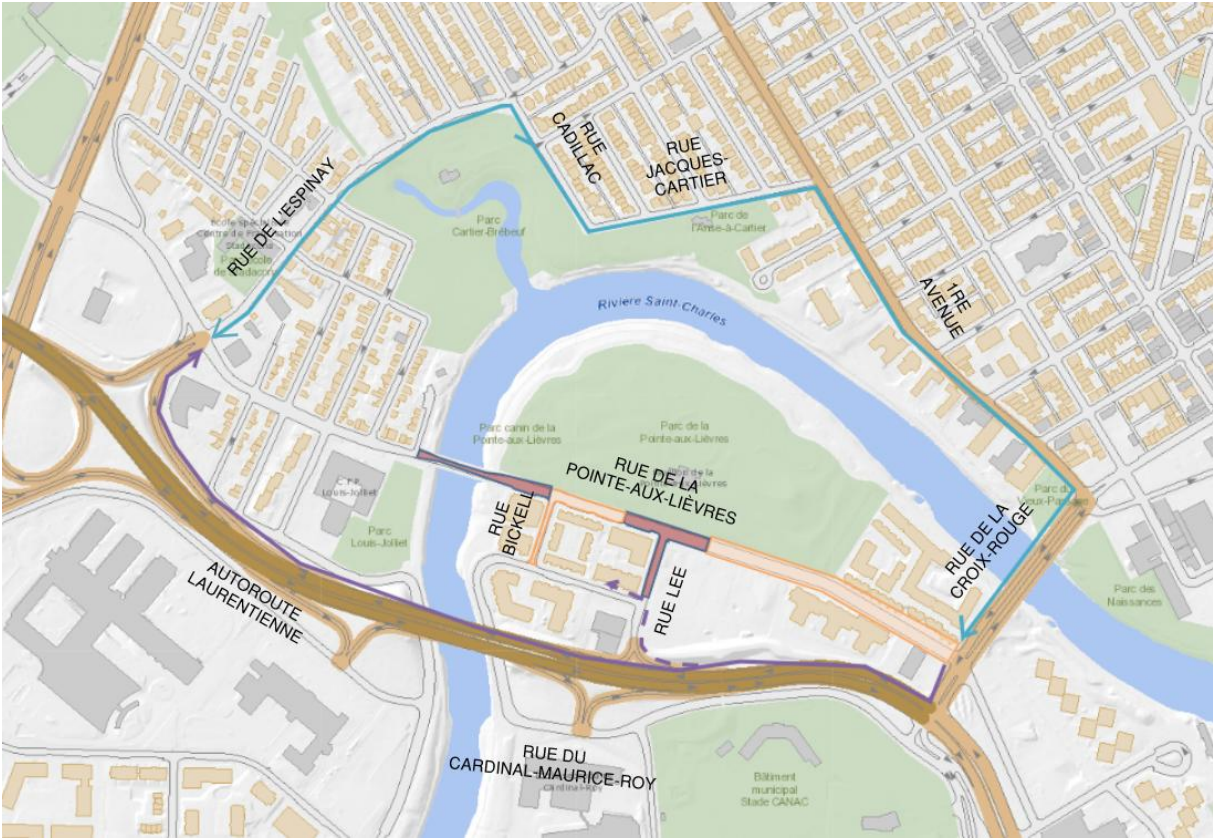 RUE
CADILLAC
RUE
JACQUES-
CARTIER
RUE DE L'ESPINAY
Parc
Cartier-Brébeuf
Parc de
l'Anse-à-Cartier
1RE
AVENUE
Rivière Saint-Charles
Parc canin de la
Pointe-aux-Lièvres
Parc de la
Pointe-aux-Lièvres
RUE DE LA
POINTE-AUX-LIÈVRES
C.F.P.
Louis-Jolliet
Parc
Louis-Jolliet
RUE
BICKELL
RUE LEE
RUE DE LA
CROIX-ROUGE
Parc des
Naissances
AUTOROUTE
LAURENTIENNE
RUE DU
CARDINAL-MAURICE-ROY
Bâtiment
municipal
Stade CANAC